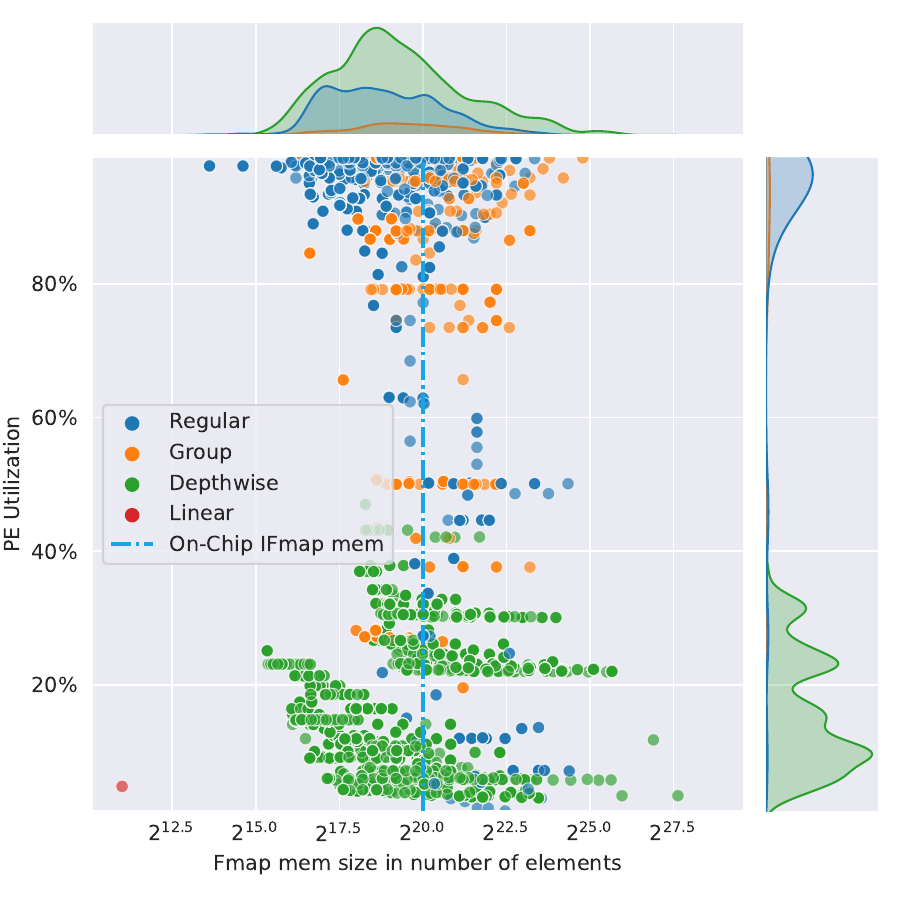 80%
60%
40%
20%
PE Utilization
Regular
Group
Depthwise
Linear
On-Chip IFmap mem
2^12.5 2^15.0 2^17.5 2^20.0 2^22.5 2^25.0 2^27.5
Fmap mem size in number of elements